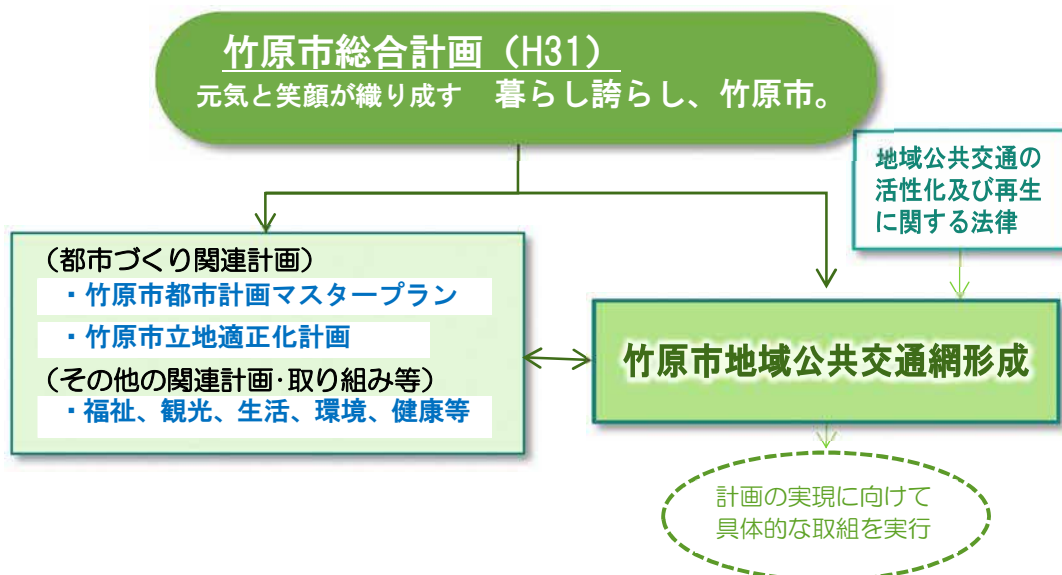 竹原市総合計画（H31）
元気と笑顔が織り成す　暮らし誇らし、竹原市。
地域公共交通の
活性化及び再生
に関する法律
（都市づくり関連計画）
・竹原市都市計画マスタープラン
・竹原市立地適正化計画
（その他の関連計画・取り組み等）
・福祉、観光、生活、環境、健康等
竹原市地域公共交通網形成
計画の実現に向けて
具体的な取組を実行